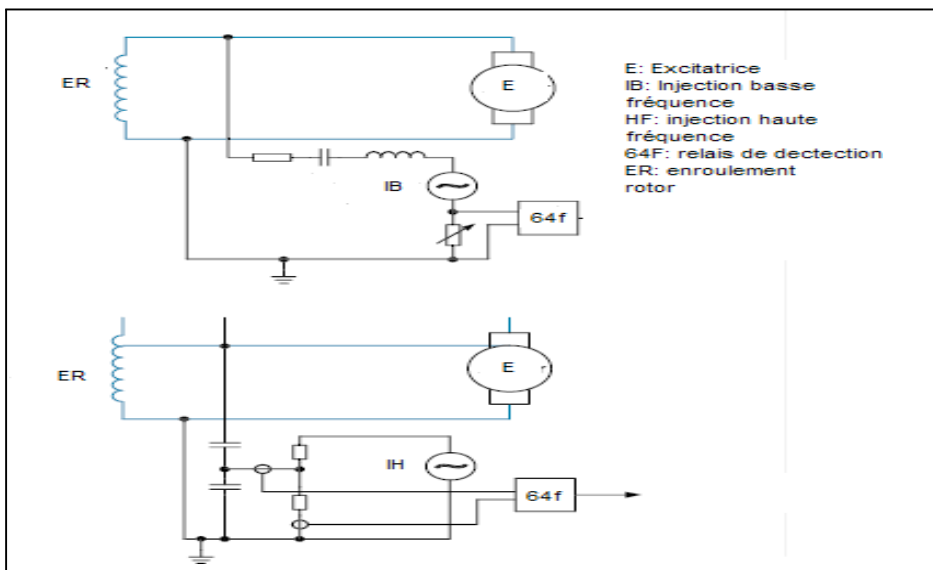 ER
E
E: Excitatrice
IB: Injection basse
fréquence
HF: injection haute
fréquence
64F: relais de dectection
ER: enroulement
rotor
IB
64f
ER
E
IH
64f